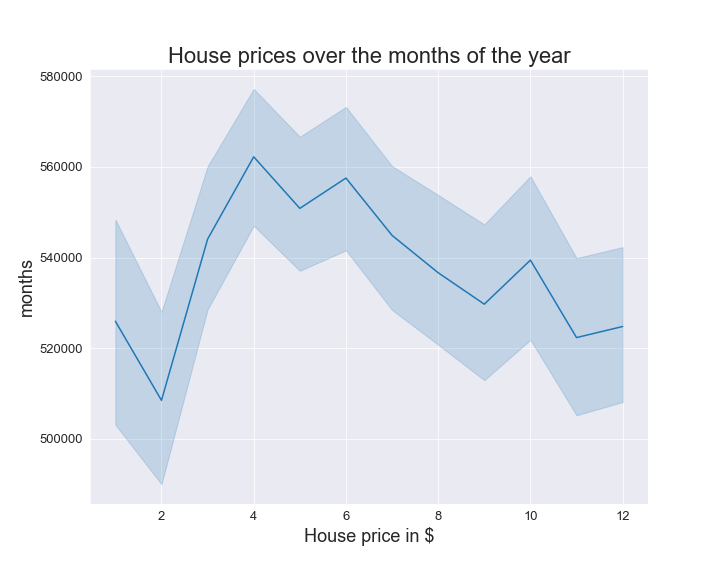 House prices over the months of the year
580000
560000
540000
520000
500000
months
2 4 6 8 10 12
House price in $